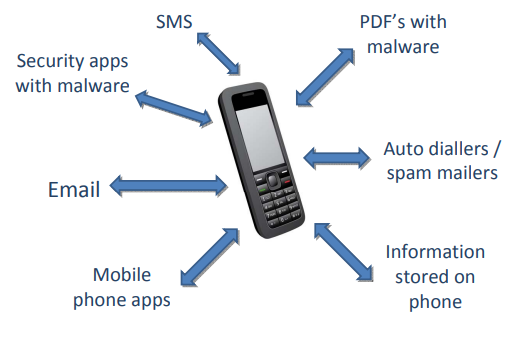 SMS
PDF's with
malware
Security apps
with malware
Auto diallers /
spam mailers
Email
Information
stored on
phone
Mobile
phone apps